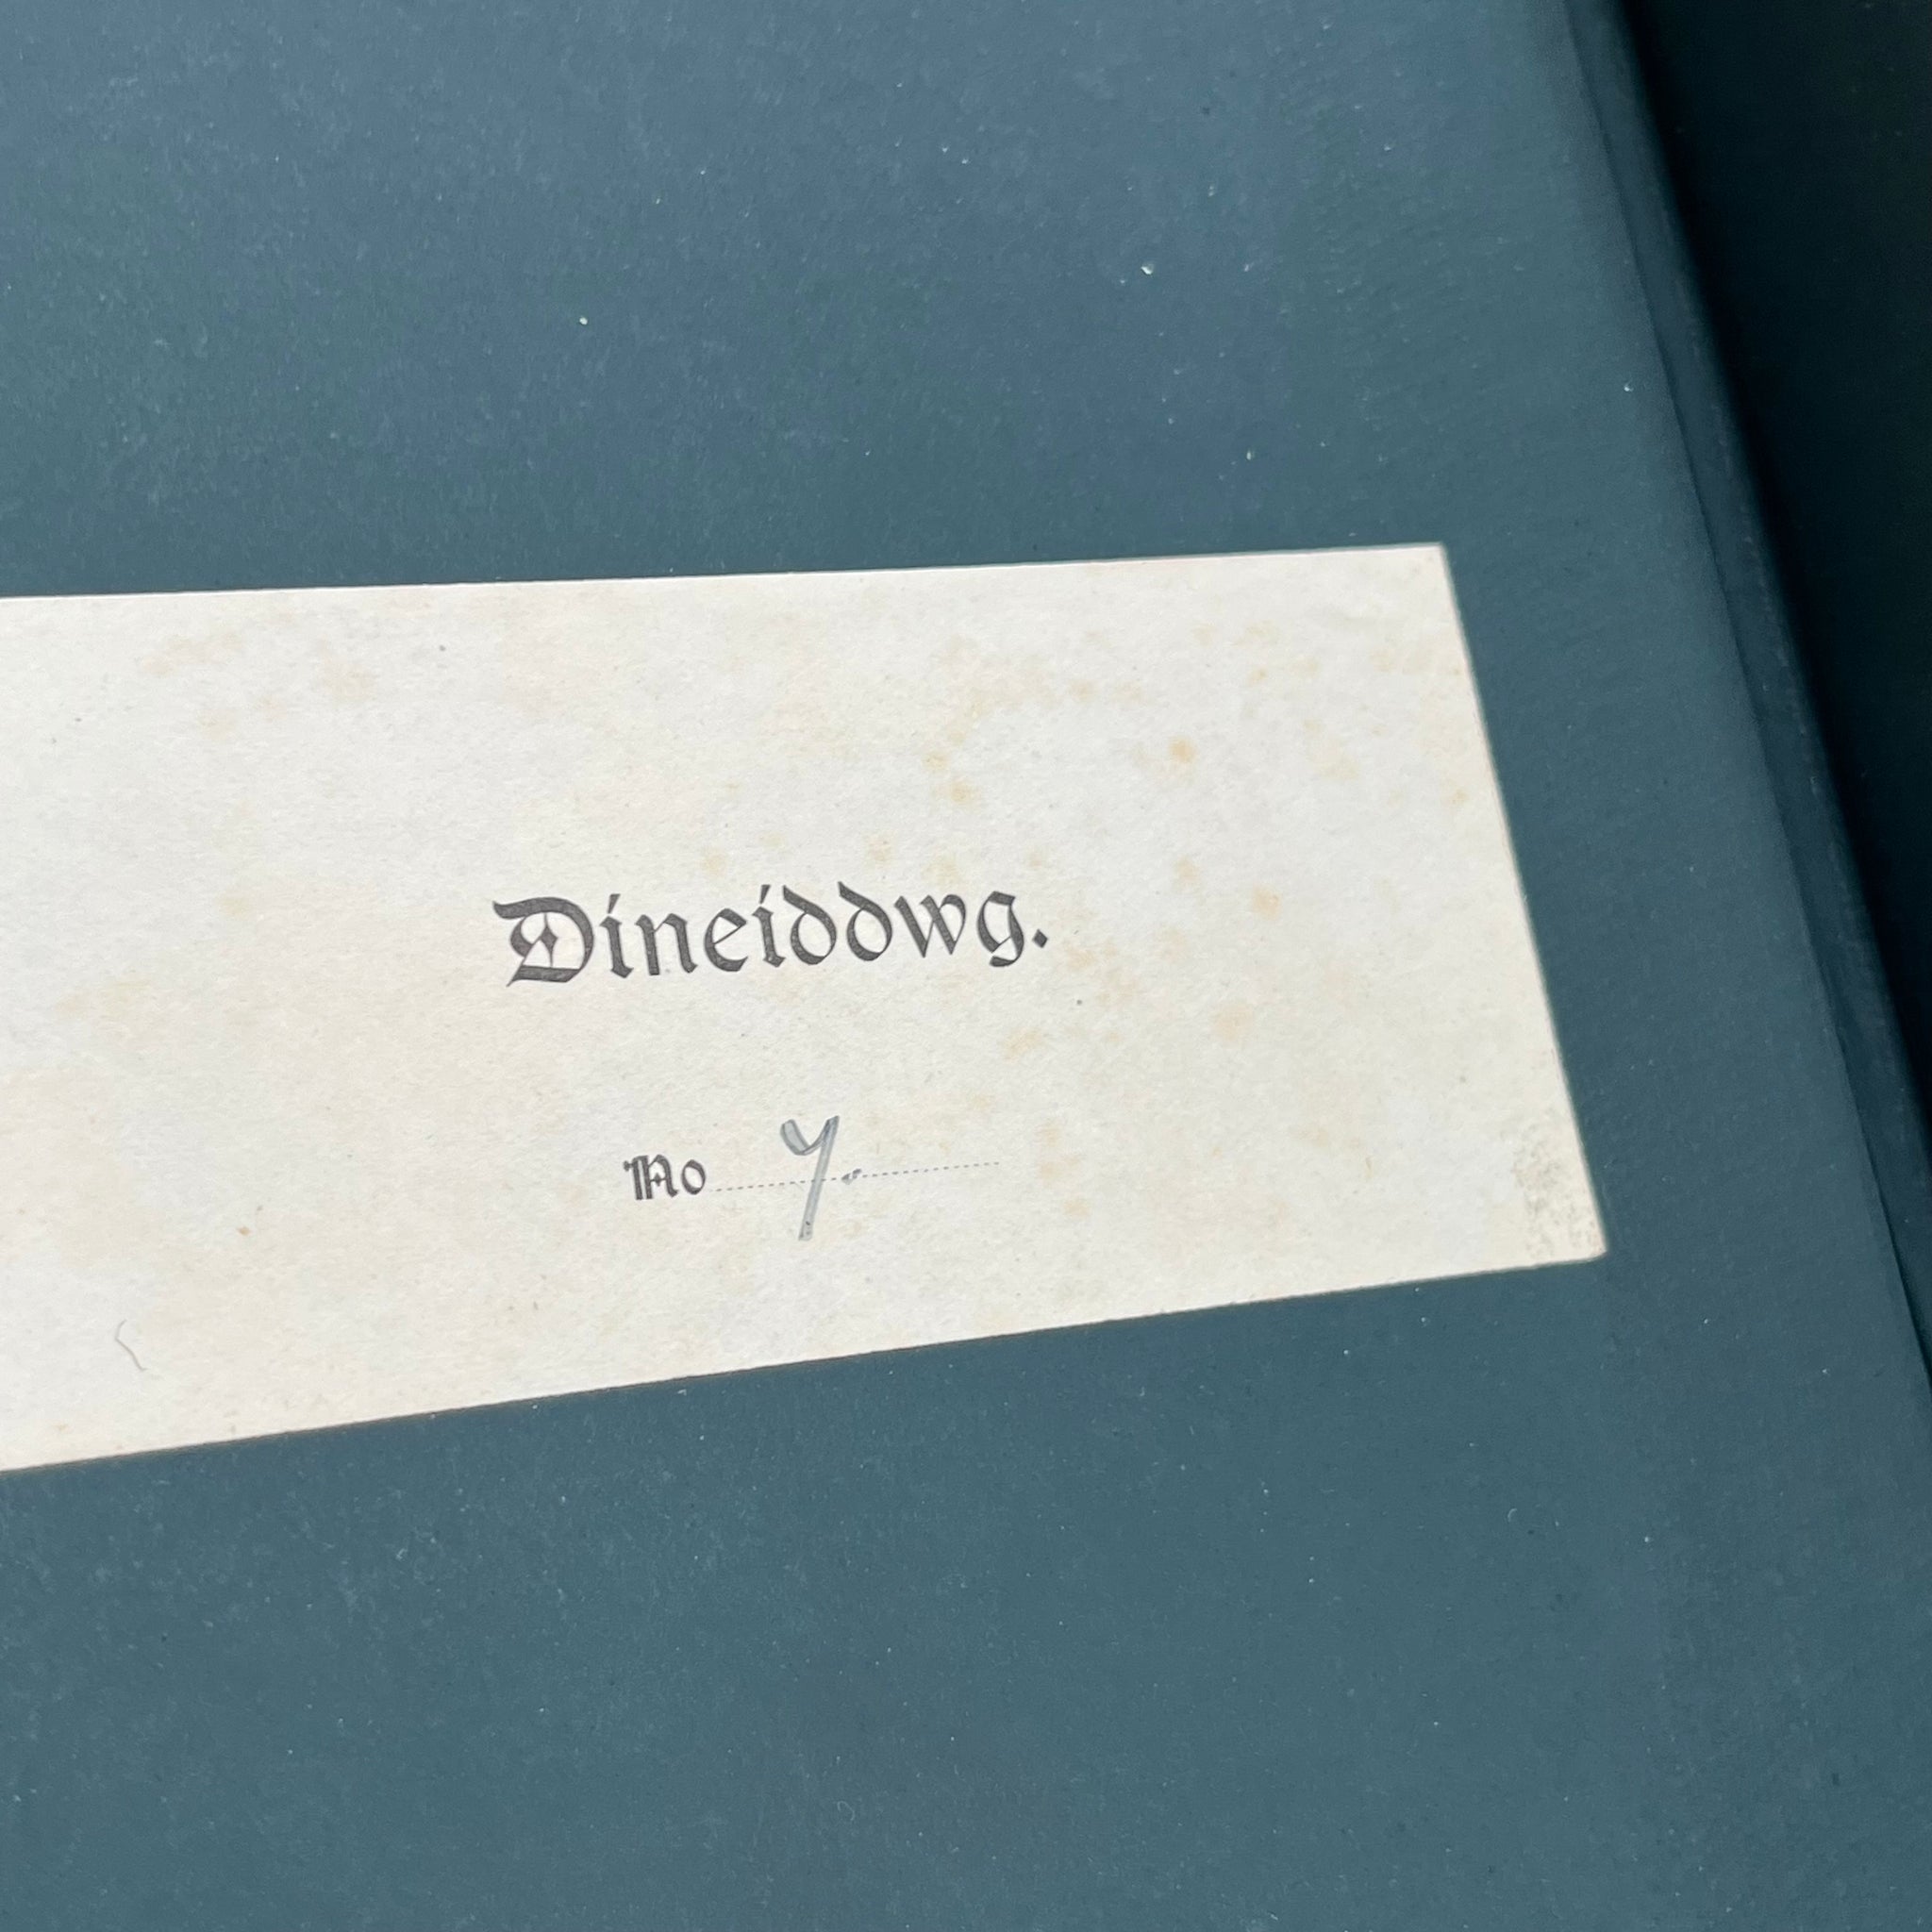 Dineiddwg.
No 7.